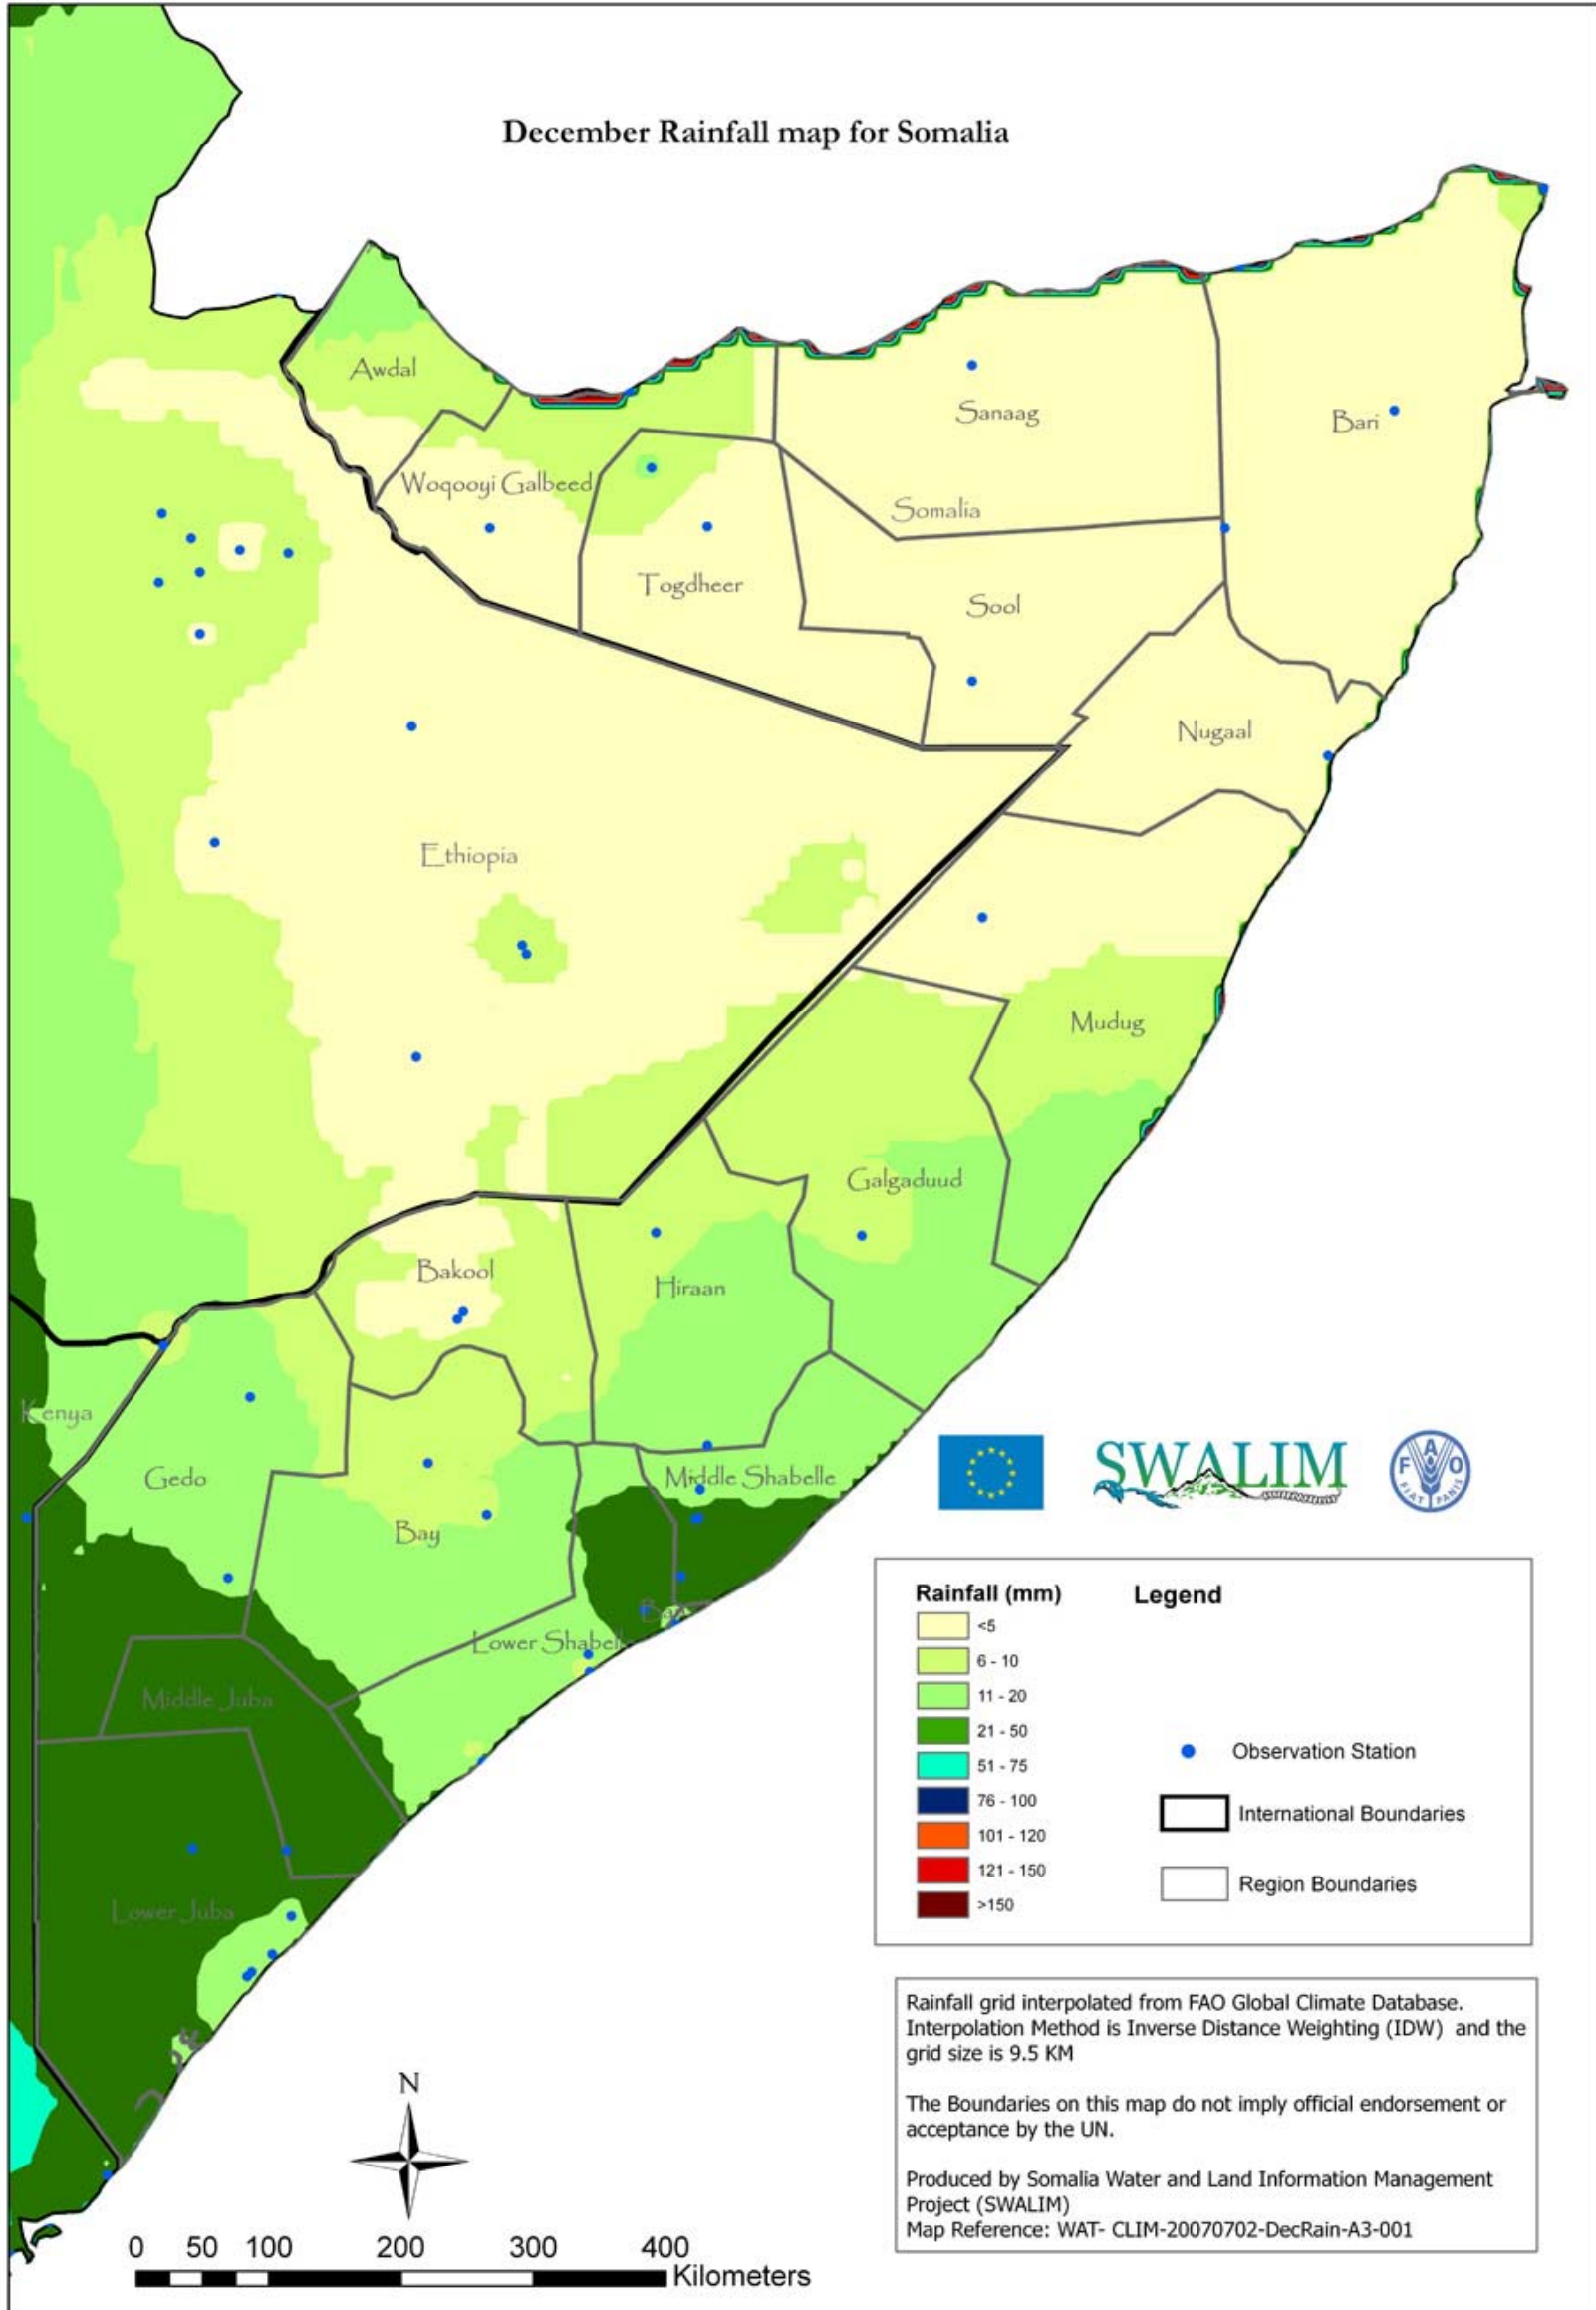 December Rainfall map for Somalia
Awdal
Sanaag
Bari
Woqooyi Galbeed
Somalia
Togdheer
Sool
Nugaal
Ethiopia
Mudug
Galgaduud
Bakool
Hiraan
Kenya
Gedo
Middle Shabelle
SWALIM
F A O
FIAT PANIS
Bay
Lower Shabell
Middle Juba
Lower Juba
Rainfall (mm)
Legend
<5
6 - 10
11 - 20
21 - 50
51 - 75
76 - 100
101 - 120
121 - 150
>150
Observation Station
International Boundaries
Region Boundaries
Rainfall grid interpolated from FAO Global Climate Database.
Interpolation Method is Inverse Distance Weighting (IDW) and the
grid size is 9.5 KM
The Boundaries on this map do not imply official endorsement or
acceptance by the UN.
Produced by Somalia Water and Land Information Management
Project (SWALIM)
Map Reference: WAT- CLIM-20070702-DecRain-A3-001
N
0 50 100 200 300 400
Kilometers